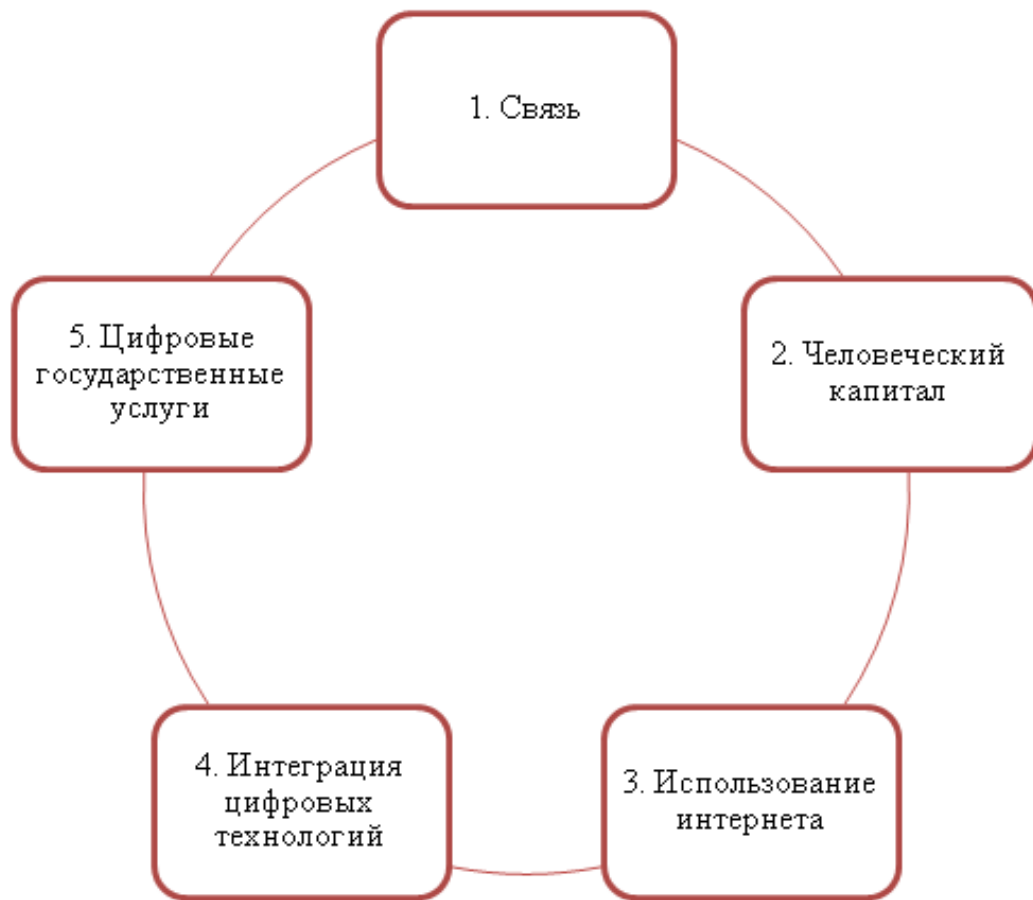 1. Связь
2. Человеческий
капитал
3. Использование
интернета
4. Интеграция
цифровых
технологий
5. Цифровые
государственные
услуги